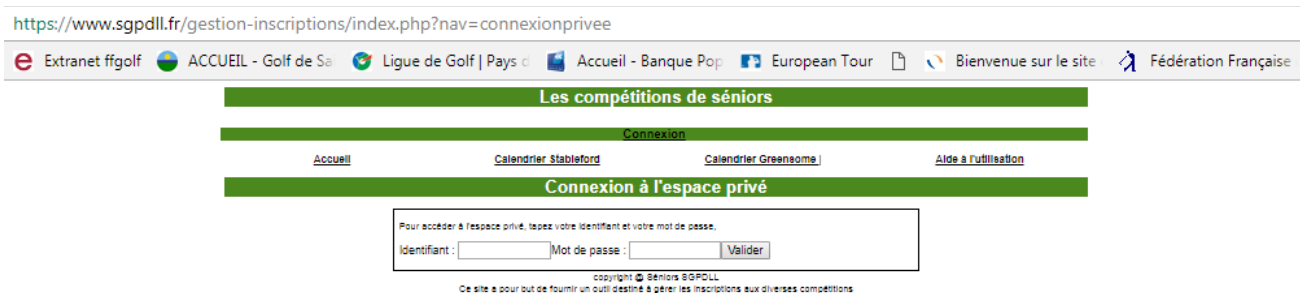 https://www.sgpdll.fr/gestion-inscriptions/index.php?nav=connexionprivee
Extranet ffgolf ACCUEIL - Golf de Sa Ligue de Golf | Pays d Accueil - Banque Pop European Tour Bienvenue sur le site Fédération Française
Les compétitions de séniors
Connexion
Accueil Calendrier Stableford Calendrier Greensome | Aide à l'utilisation
Connexion à l'espace privé
Pour accéder à l'espace privé, tapez votre identifiant et votre mot de passe,
Identifiant : Mot de passe : Valider
copyright @ Séniors SGPDLL
Ce site a pour but de fournir un outil destiné à gérer les inscriptions aux diverses compétitions